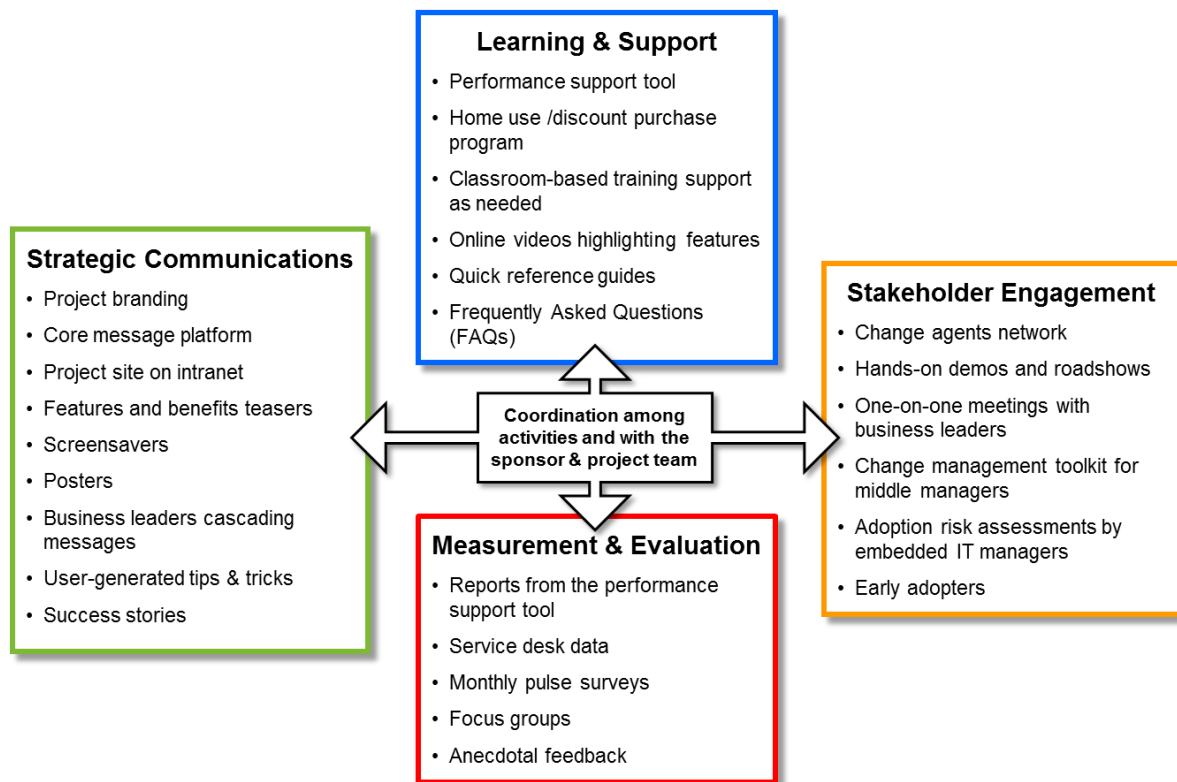 Learning & Support
• Performance support tool
• Home use /discount purchase
program
• Classroom-based training support
as needed
• Online videos highlighting features
• Quick reference guides
• Frequently Asked Questions
(FAQs)
Strategic Communications
• Project branding
• Core message platform
• Project site on intranet
• Features and benefits teasers
• Screensavers
• Posters
• Business leaders cascading
messages
• User-generated tips & tricks
• Success stories
Coordination among
activities and with the
sponsor & project team
Stakeholder Engagement
• Change agents network
• Hands-on demos and roadshows
• One-on-one meetings with
business leaders
• Change management toolkit for
middle managers
• Adoption risk assessments by
embedded IT managers
• Early adopters
Measurement & Evaluation
• Reports from the performance
support tool
• Service desk data
• Monthly pulse surveys
• Focus groups
• Anecdotal feedback